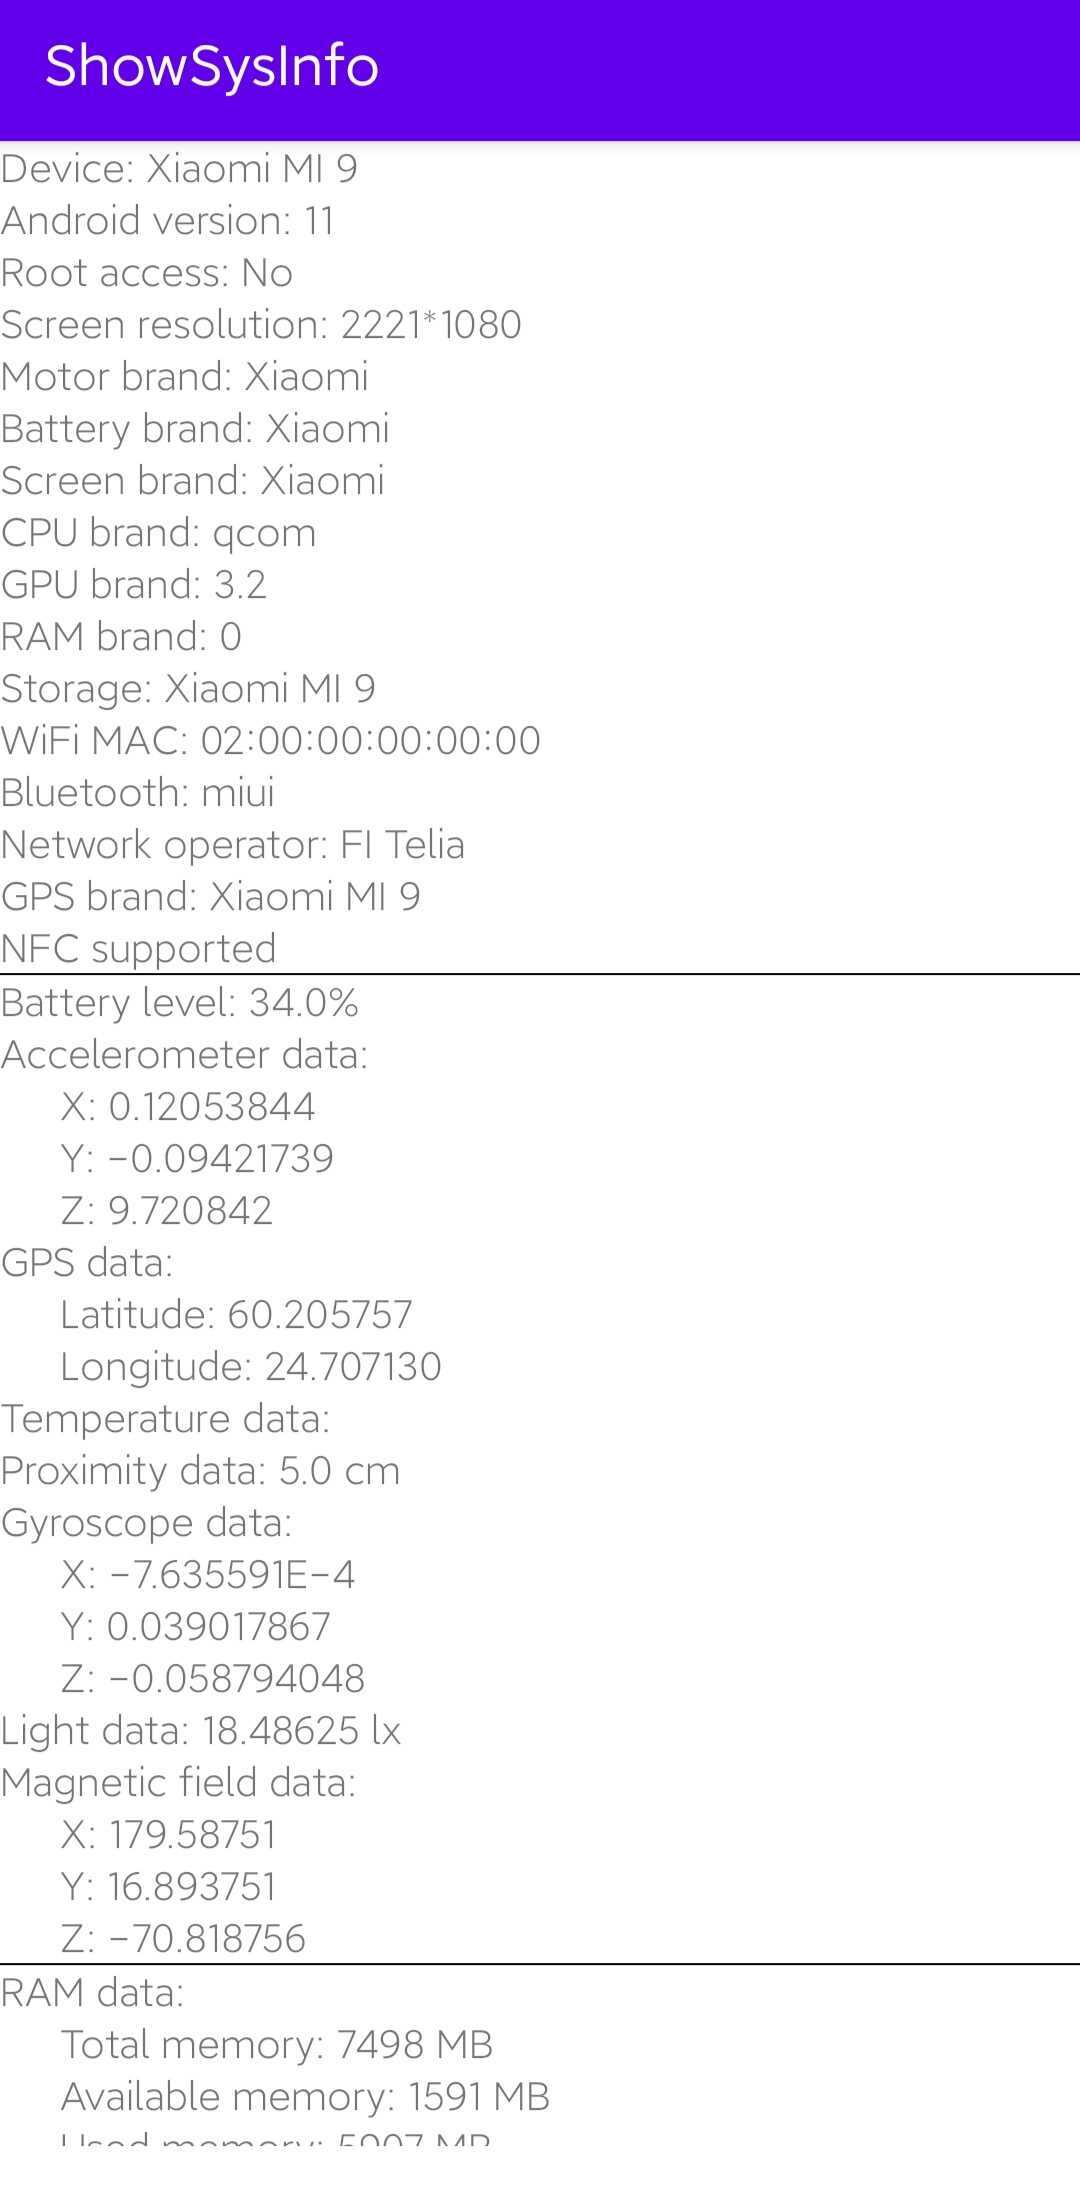 ShowSysInfo
Device: Xiaomi MI 9
Android version: 11
Root access: No
Screen resolution: 2221*1080
Motor brand: Xiaomi
Battery brand: Xiaomi
Screen brand: Xiaomi
CPU brand: qcom
GPU brand: 3.2
RAM brand: 0
Storage: Xiaomi MI 9
WiFi MAC: 02:00:00:00:00:00
Bluetooth: miui
Network operator: FI Telia
GPS brand: Xiaomi MI 9
NFC supported
Battery level: 34.0%
Accelerometer data:
X: 0.12053844
Y: -0.09421739
Z: 9.720842
GPS data:
Latitude: 60.205757
Longitude: 24.707130
Temperature data:
Proximity data: 5.0 cm
Gyroscope data:
X: -7.635591E-4
Y: 0.039017867
Z: -0.058794048
Light data: 18.48625 lx
Magnetic field data:
X: 179.58751
Y: 16.893751
Z: -70.818756
RAM data:
Total memory: 7498 MB
Available memory: 1591 MB
Used memory: 5907 MB